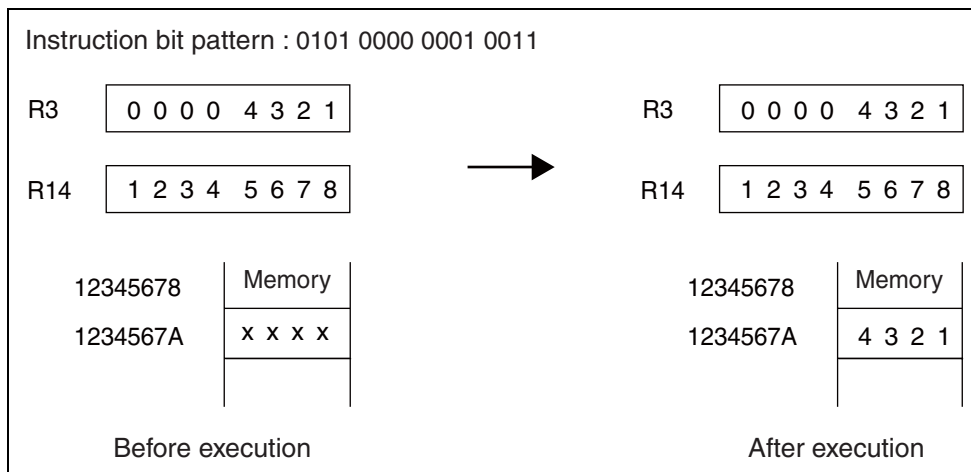 Instruction bit pattern : 0101 0000 0001 0011
R3 0 0 0 0 4 3 2 1
R3 0 0 0 0 4 3 2 1
R14 1 2 3 4 5 6 7 8
R14 1 2 3 4 5 6 7 8
12345678 Memory
12345678 Memory
1234567A x x x x
1234567A 4 3 2 1
Before execution
After execution